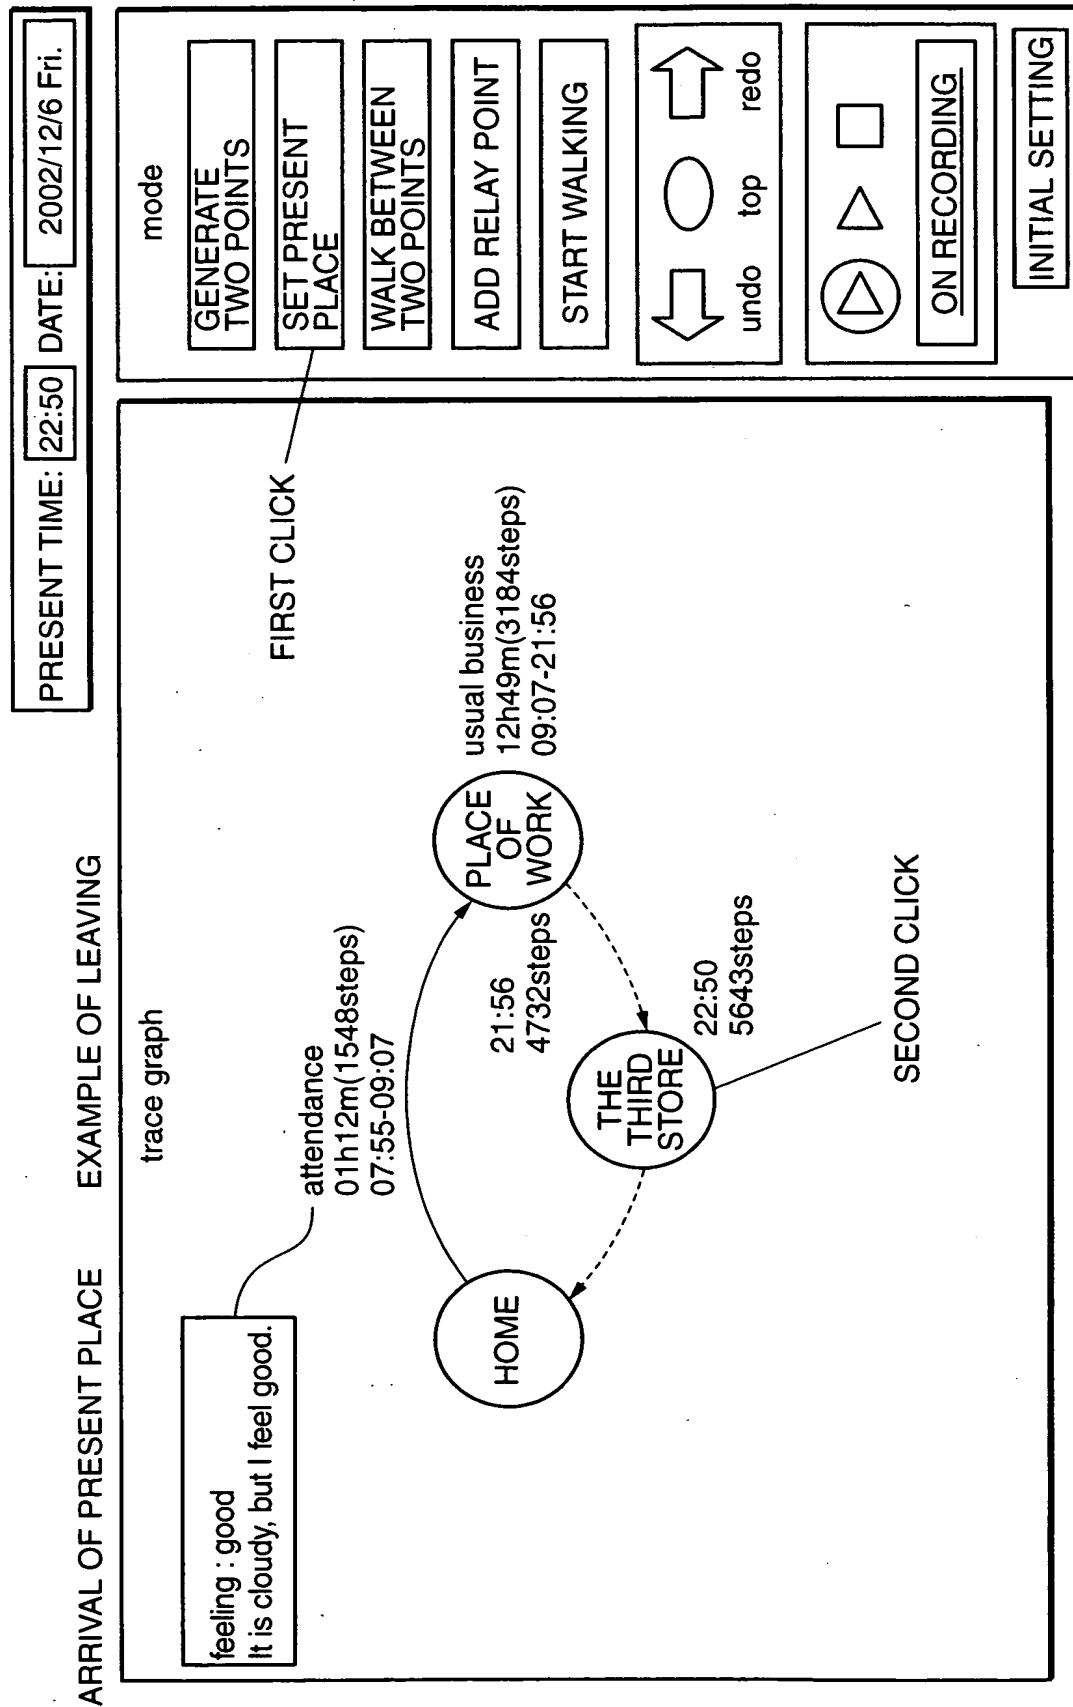 PRESENT TIME: 22:50 DATE: 2002/12/6 Fri.
ARRIVAL OF PRESENT PLACE EXAMPLE OF LEAVING
trace graph
feeling : good
It is cloudy, but I feel good.
attendance
01h12m(1548steps)
07:55-09:07
HOME
PLACE
OF
WORK
usual business
12h49m(3184steps)
09:07-21:56
21:56
4732steps
THE
THIRD
STORE
22:50
5643steps
FIRST CLICK
SECOND CLICK
mode
GENERATE
TWO POINTS
SET PRESENT
PLACE
WALK BETWEEN
TWO POINTS
ADD RELAY POINT
START WALKING
undo top redo
ON RECORDING
INITIAL SETTING